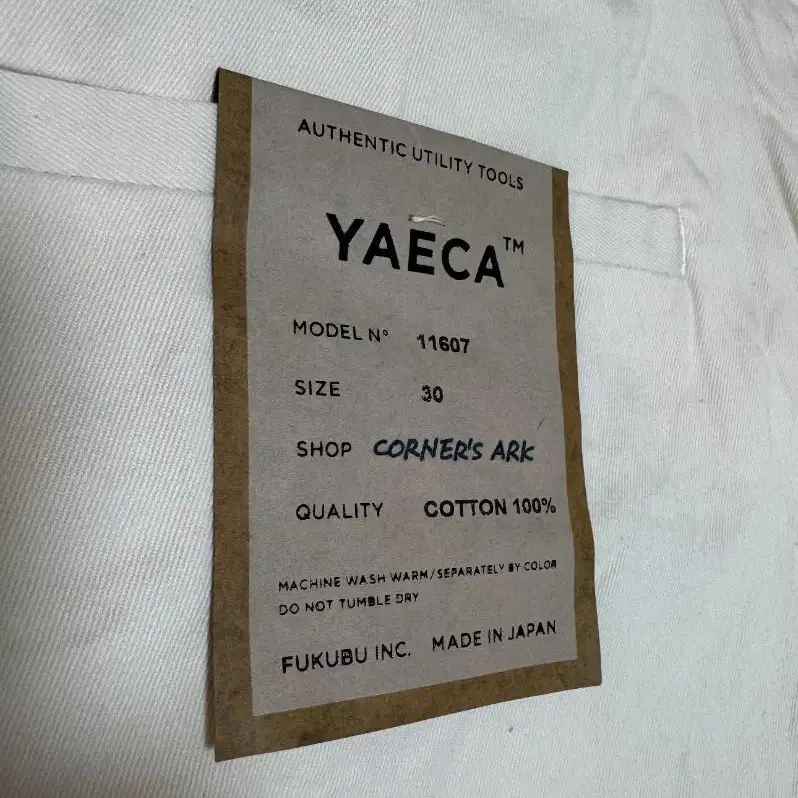 AUTHENTIC UTILITY TOOLS
YAECA™
MODEL Nº 11607
SIZE 30
SHOP CORNER'S ARK
QUALITY COTTON 100%
MACHINE WASH WARM/SEPARATELY BY COLOR
DO NOT TUMBLE DRY
FUKUBU INC. MADE IN JAPAN